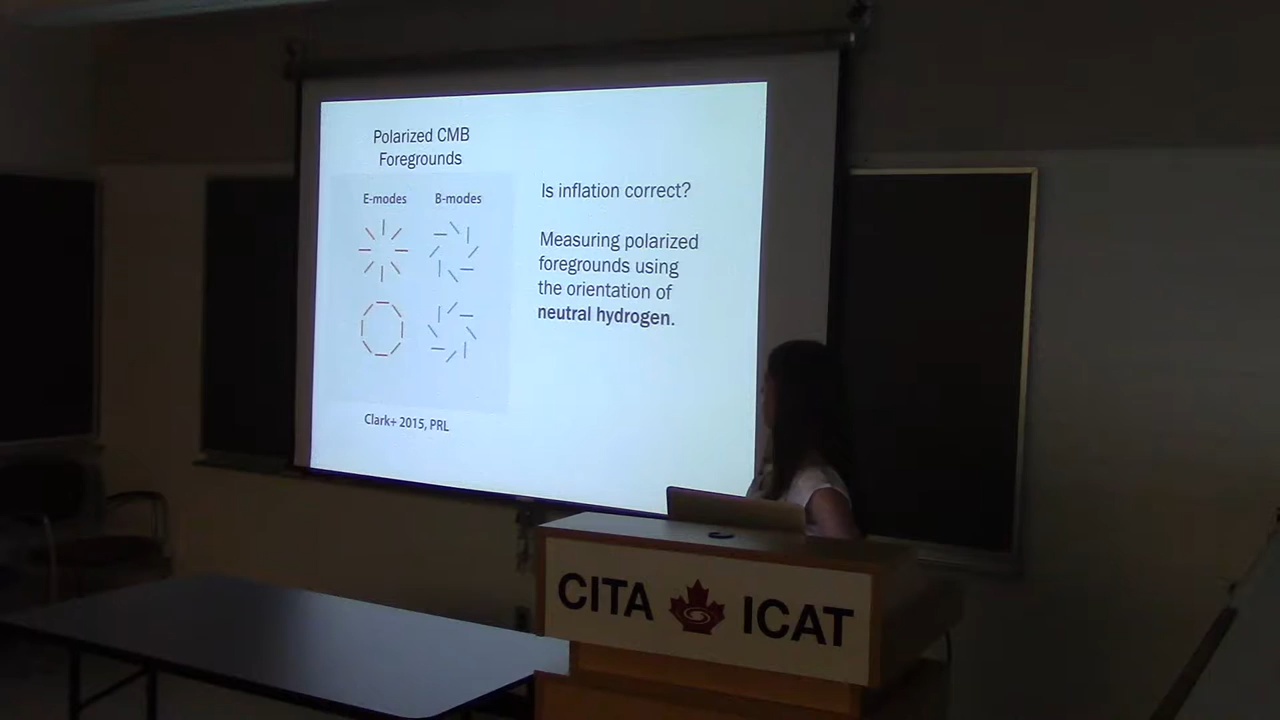 Polarized CMB
Foregrounds
E-modes B-modes
Clark+ 2015, PRL
Is inflation correct?
Measuring polarized
foregrounds using
the orientation of
neutral hydrogen.
CITA ICAT